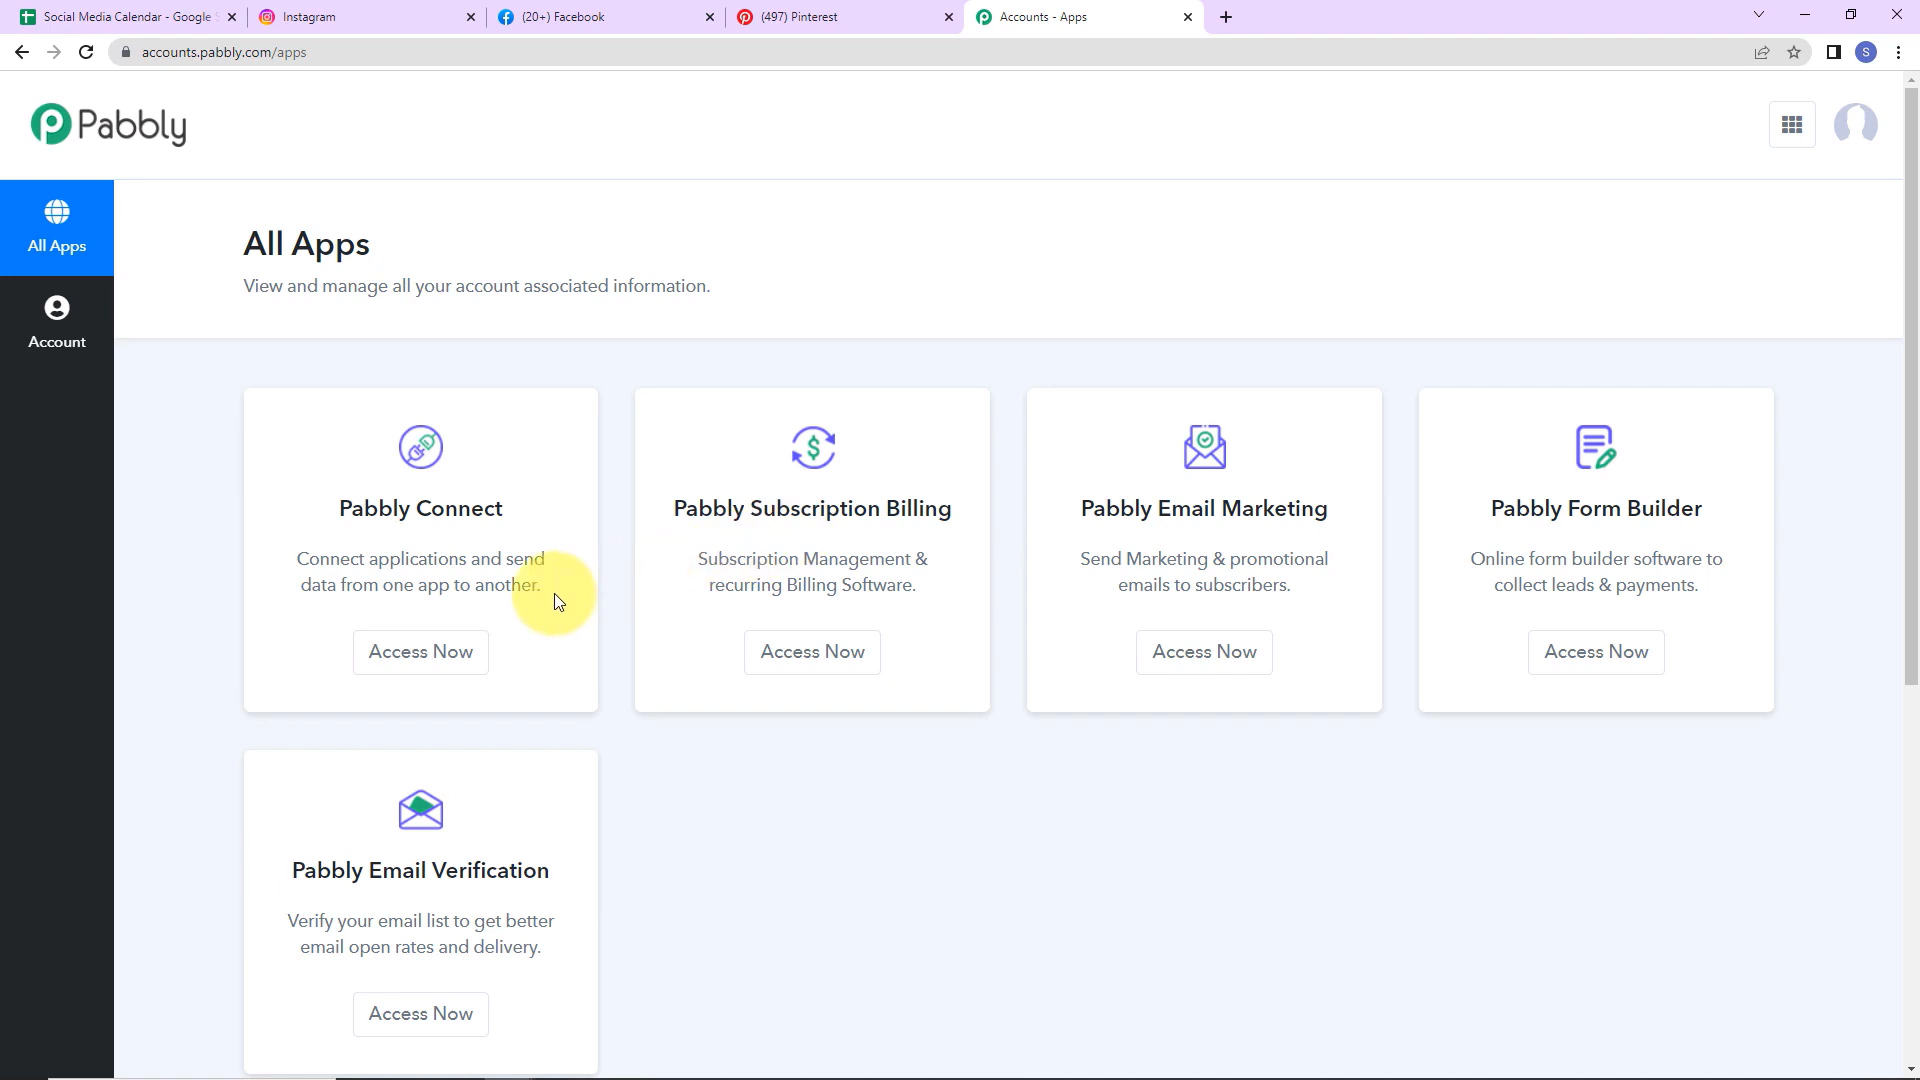 Social Media Calendar - Google
Instagram
(20+) Facebook
(497) Pinterest
Accounts - Apps
accounts.pabbly.com/apps
S
Pabbly
All Apps
Account
All Apps
View and manage all your account associated information.
Pabbly Connect
Connect applications and send
data from one app to another.
Access Now
Pabbly Subscription Billing
Subscription Management &
recurring Billing Software.
Access Now
Pabbly Email Marketing
Send Marketing & promotional
emails to subscribers.
Access Now
Pabbly Form Builder
Online form builder software to
collect leads & payments.
Access Now
Pabbly Email Verification
Verify your email list to get better
email open rates and delivery.
Access Now